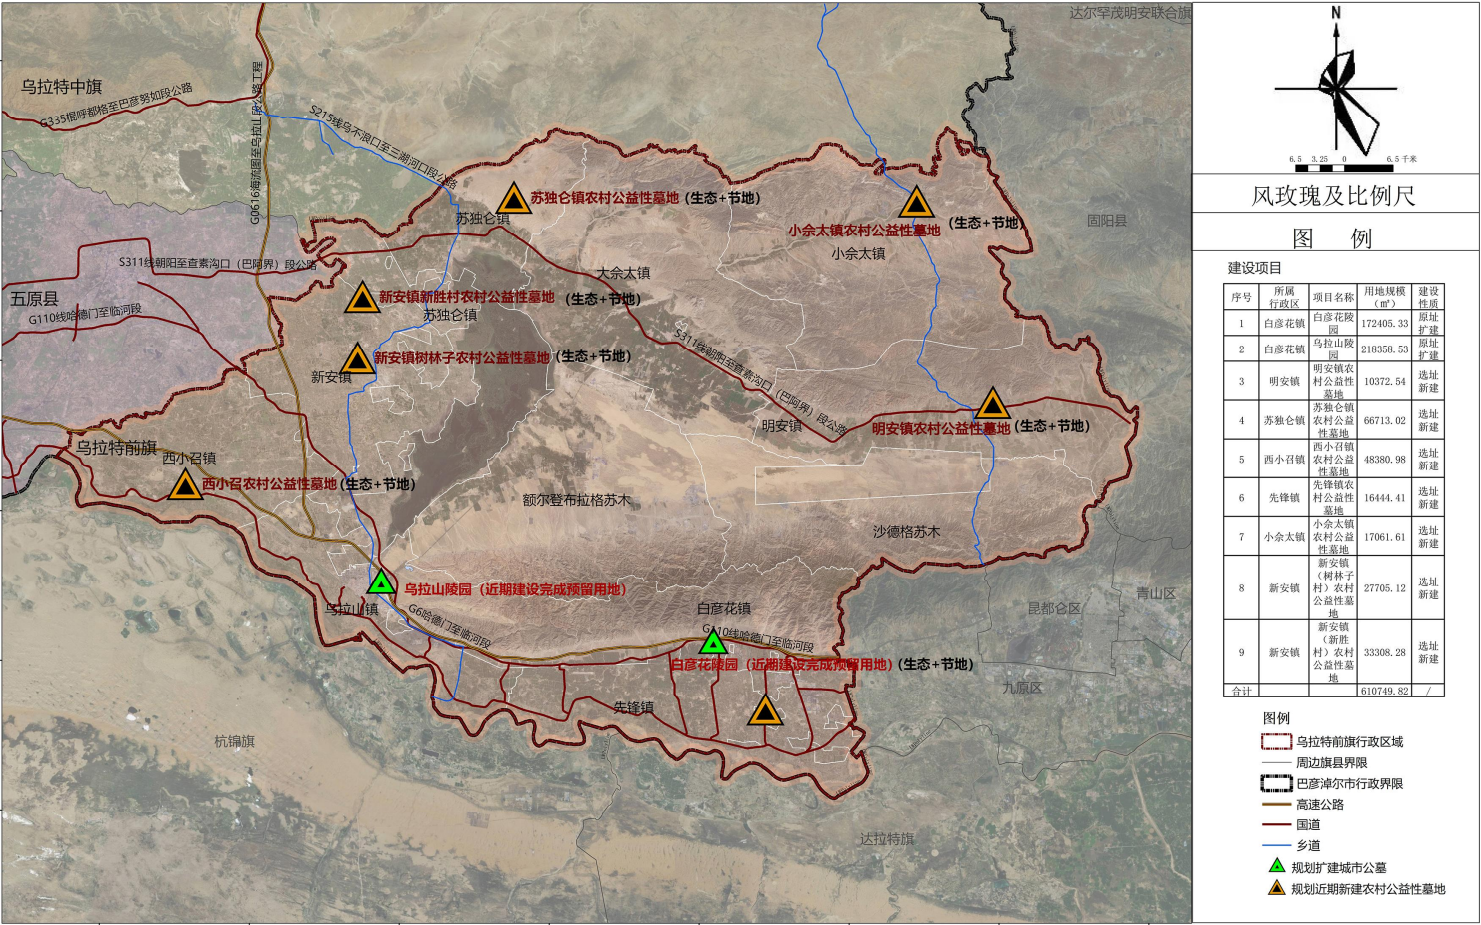 达尔罕茂明安联合旗
乌拉特中旗
G335棍呼都格至巴彦努如段公路
G0616海流图至乌拉山段公路工程
S215线乌不浪口至三湖河口段公路
苏独仑镇农村公益性墓地 (生态+节地)
苏独仑镇
小佘太镇农村公益性墓地 (生态+节地)
小佘太镇
固阳县
S311线朝阳至查素沟口（巴阿界）段公路
大佘太镇
五原县
G110线哈德门至临河段
新安镇新胜村农村公益性墓地 (生态+节地)
苏独仑镇
新安镇树林子农村公益性墓地 (生态+节地)
新安镇
S311线朝阳至查素沟口（巴阿界）段公路
明安镇
明安镇农村公益性墓地 (生态+节地)
乌拉特前旗
西小召镇
西小召农村公益性墓地 (生态+节地)
额尔登布拉格苏木
沙德格苏木
乌拉山陵园（近期建设完成预留用地）
乌拉山镇
G6哈德门至临河段
白彦花镇
G110线哈德门至临河段
白彦花陵园（近期建设完成预留用地）(生态+节地)
先锋镇
昆都仑区
青山区
九原区
杭锦旗
达拉特旗
N
6.5 3.25 0 6.5 千米
风玫瑰及比例尺
图 例
建设项目
序号 所属行政区 项目名称 用地规模（㎡） 建设性质
1 白彦花镇 白彦花陵园 172405.33 原址扩建
2 白彦花镇 乌拉山陵园 218358.53 原址扩建
3 明安镇 明安镇农村公益性墓地 10372.54 选址新建
4 苏独仑镇 苏独仑镇农村公益性墓地 66713.02 选址新建
5 西小召镇 西小召镇农村公益性墓地 48380.98 选址新建
6 先锋镇 先锋镇农村公益性墓地 16444.41 选址新建
7 小佘太镇 小佘太镇农村公益性墓地 17061.61 选址新建
8 新安镇 新安镇（树林子村）农村公益性墓地 27705.12 选址新建
9 新安镇 新安镇（新胜村）农村公益性墓地 33308.28 选址新建
合计 610749.82 /
图例
乌拉特前旗行政区域
周边旗县界限
巴彦淖尔市行政界限
高速公路
国道
乡道
规划扩建城市公墓
规划近期新建农村公益性墓地